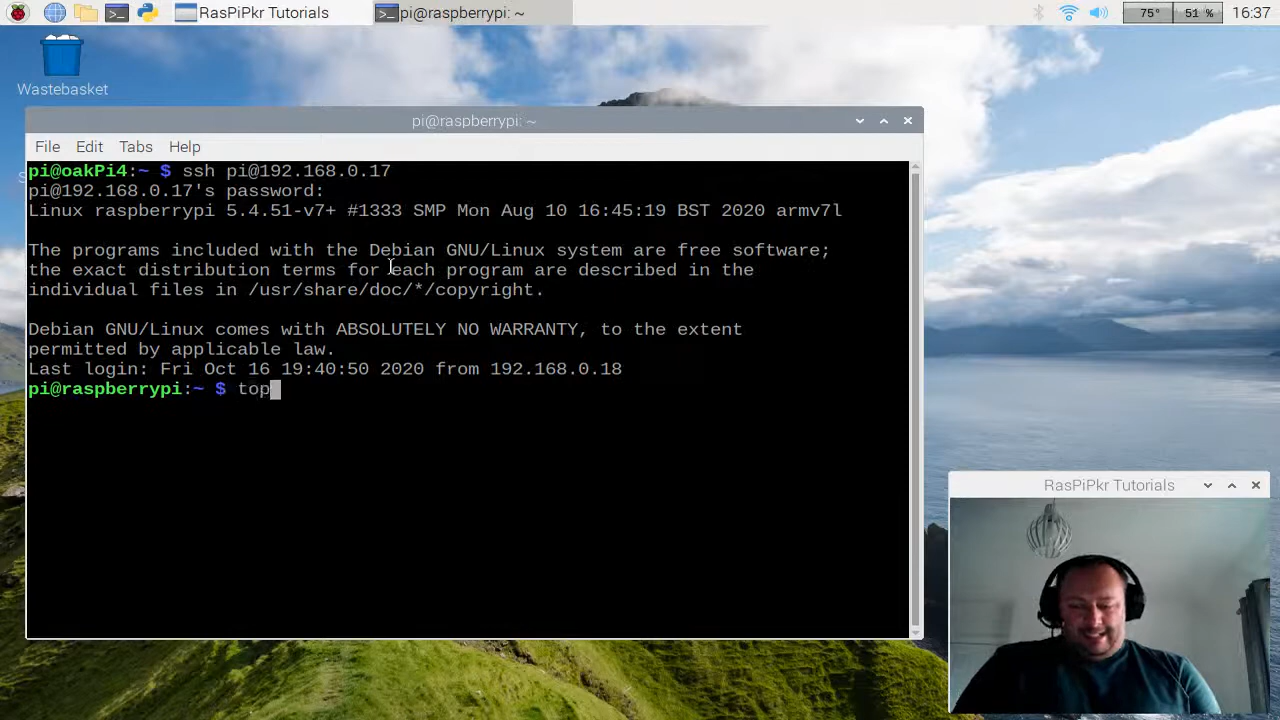 RasPiPkr Tutorials
pi@raspberrypi: ~
75°
51 %
16:37
Wastebasket
pi@raspberrypi: ~
File Edit Tabs Help
pi@oakPi4:~ $ ssh pi@192.168.0.17
pi@192.168.0.17's password:
Linux raspberrypi 5.4.51-v7+ #1333 SMP Mon Aug 10 16:45:19 BST 2020 armv7l
The programs included with the Debian GNU/Linux system are free software;
the exact distribution terms for each program are described in the
individual files in /usr/share/doc/*/copyright.
Debian GNU/Linux comes with ABSOLUTELY NO WARRANTY, to the extent
permitted by applicable law.
Last login: Fri Oct 16 19:40:50 2020 from 192.168.0.18
pi@raspberrypi:~ $ top
RasPiPkr Tutorials